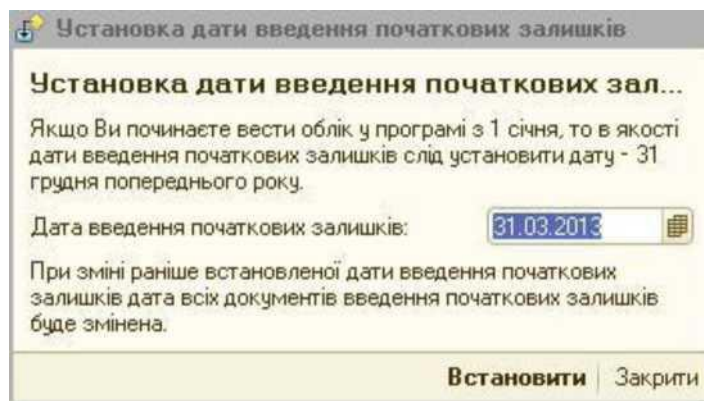 Установка дати введення початкових залишків
Установка дати введення початкових зал...
Якщо Ви починаєте вести облік у програмі з 1 січня, то в якості
дати введення початкових залишків слід установити дату - 31
грудня попереднього року.
Дата введення початкових залишків: 31.03.2013
При зміні раніше встановленої дати введення початкових
залишків дата всіх документів введення початкових залишків
буде змінена.
Встановити Закрити